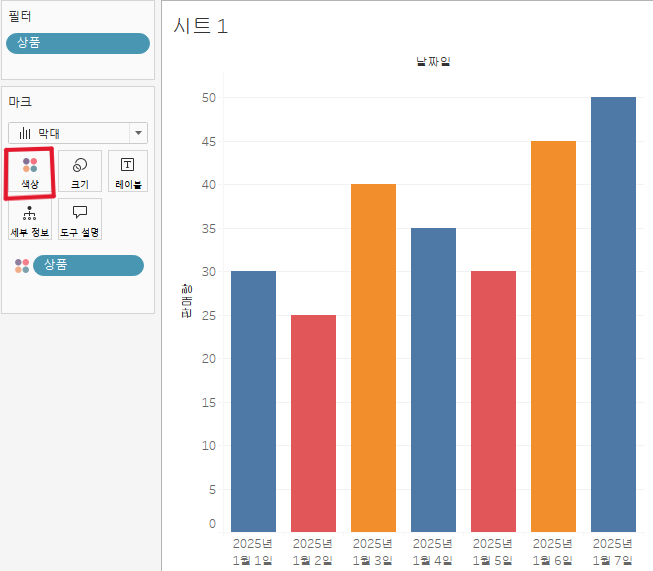 필터
상품
마크
막대
색상
크기
레이블
세부 정보
도구 설명
상품
시트 1
날짜일
판매량
50
45
40
35
30
25
20
15
10
5
0
2025년
1월 1일
2025년
1월 2일
2025년
1월 3일
2025년
1월 4일
2025년
1월 5일
2025년
1월 6일
2025년
1월 7일